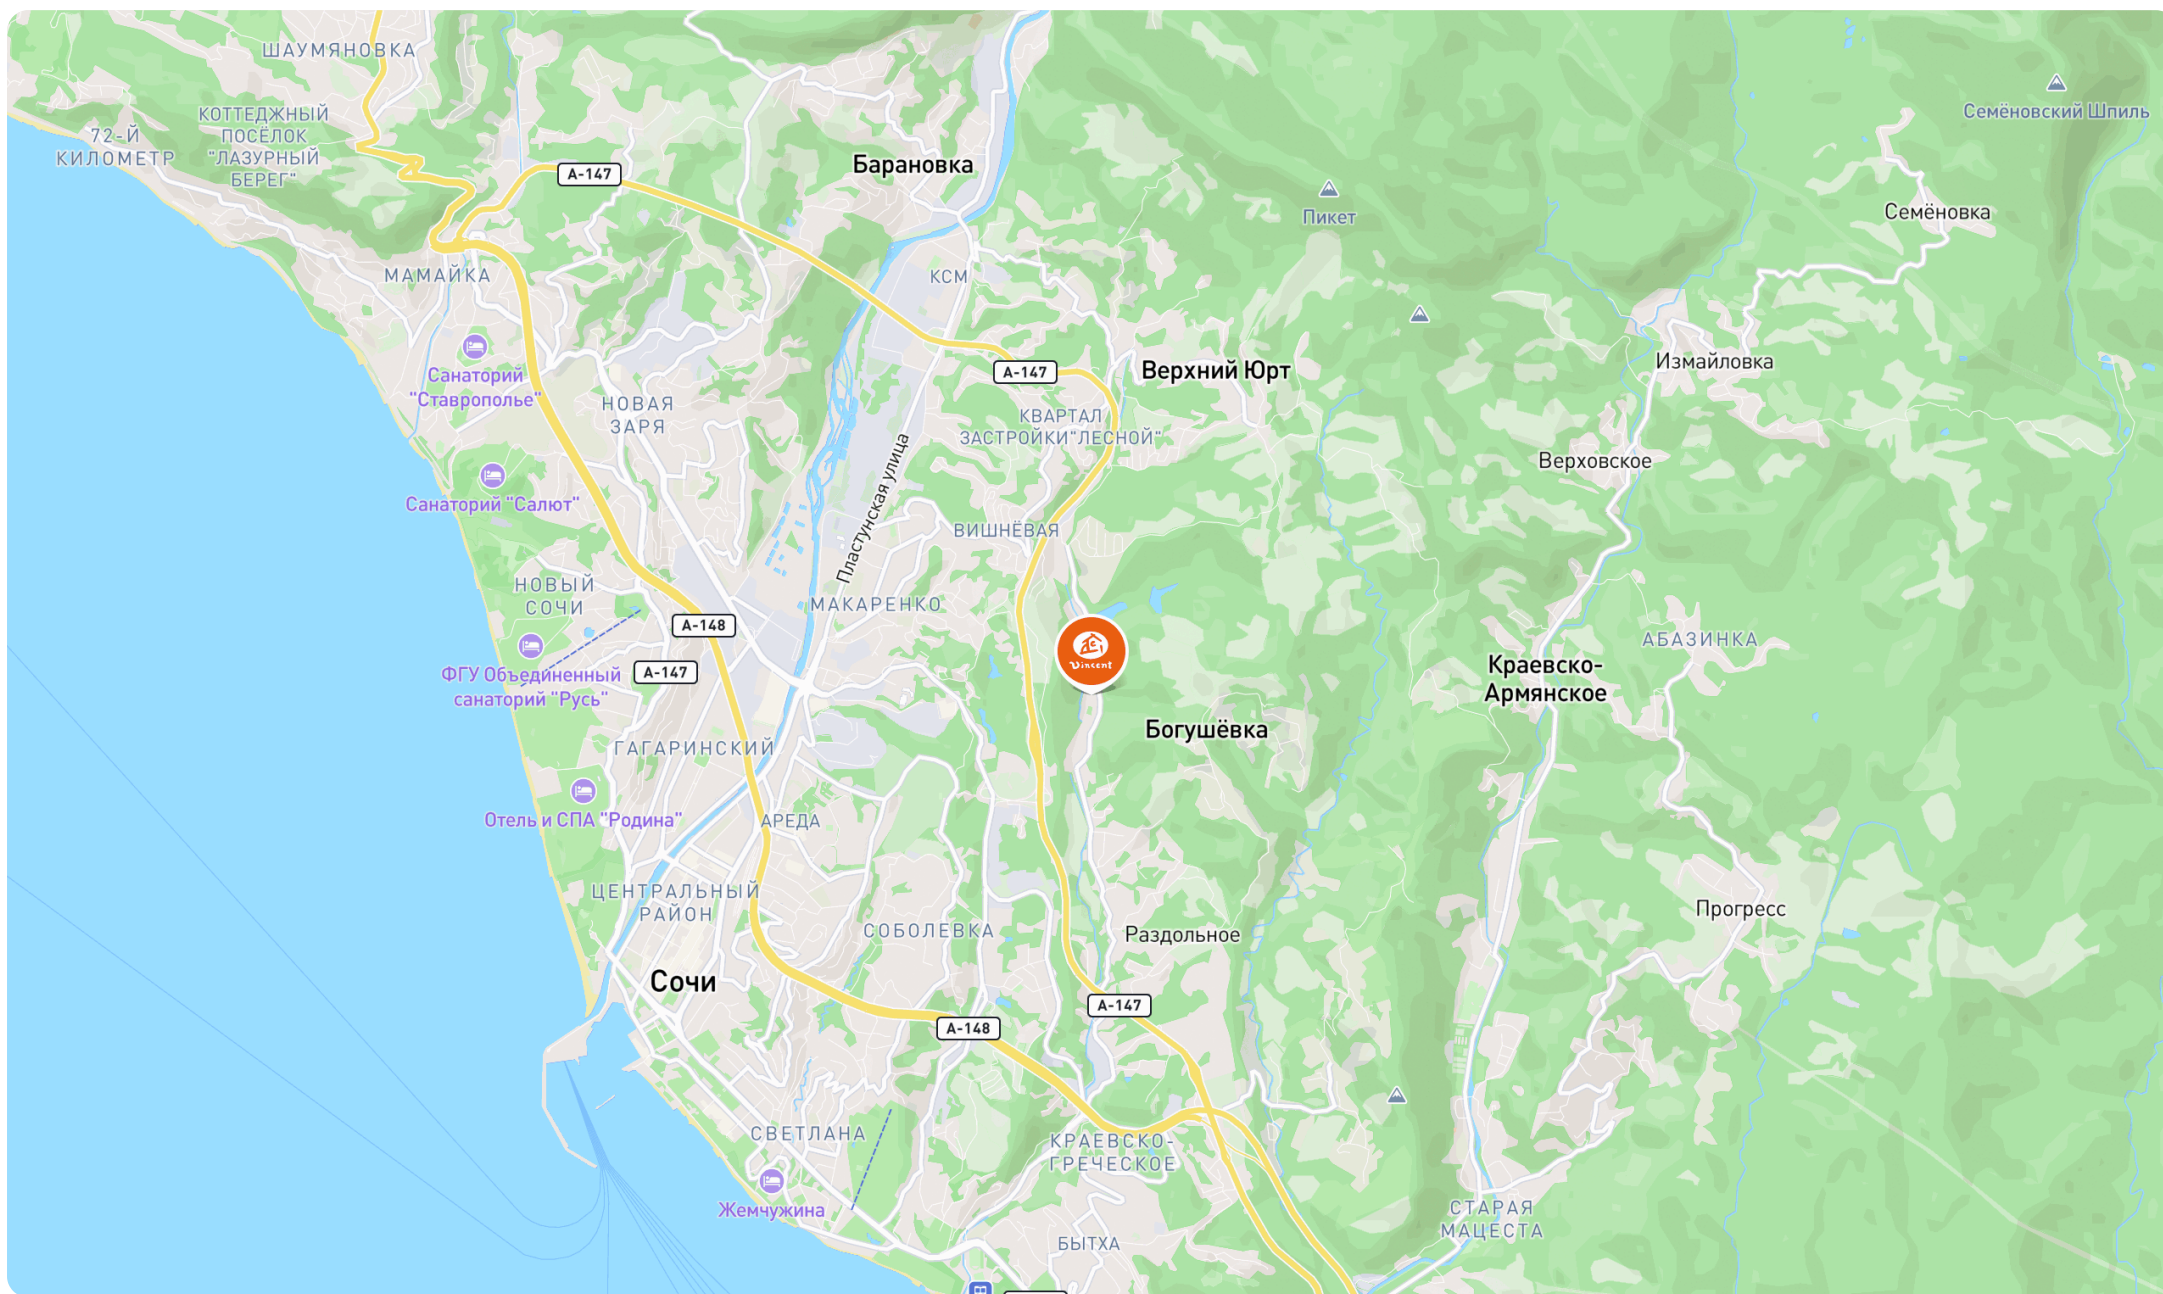 ШАУМЯНОВКА
КОТТЕДЖНЫЙ
ПОСЁЛОК
"ЛАЗУРНЫЙ
БЕРЕГ"
72-Й
КИЛОМЕТР
Семёновский Шпиль
Барановка
А-147
Пикет
Семёновка
МАМАЙКА
КСМ
Санаторий
"Ставрополье"
А-147
Верхний Юрт
Измайловка
НОВАЯ
ЗАРЯ
КВАРТАЛ
ЗАСТРОЙКИ"ЛЕСНОЙ"
Верховское
Санаторий "Салют"
Пластунская улица
ВИШНЁВАЯ
НОВЫЙ
СОЧИ
МАКАРЕНКО
А-148
АБАЗИНКА
Vincent
А-147
ФГУ Объединенный
санаторий "Русь"
Краевско-
Армянское
Богушёвка
ГАГАРИНСКИЙ
Отель и СПА "Родина"
АРЕДА
ЦЕНТРАЛЬНЫЙ
РАЙОН
СОБОЛЕВКА
Раздольное
Прогресс
Сочи
А-147
А-148
СВЕТЛАНА
КРАЕВСКО-
ГРЕЧЕСКОЕ
Жемчужина
СТАРАЯ
МАЦЕСТА
БЫТХА